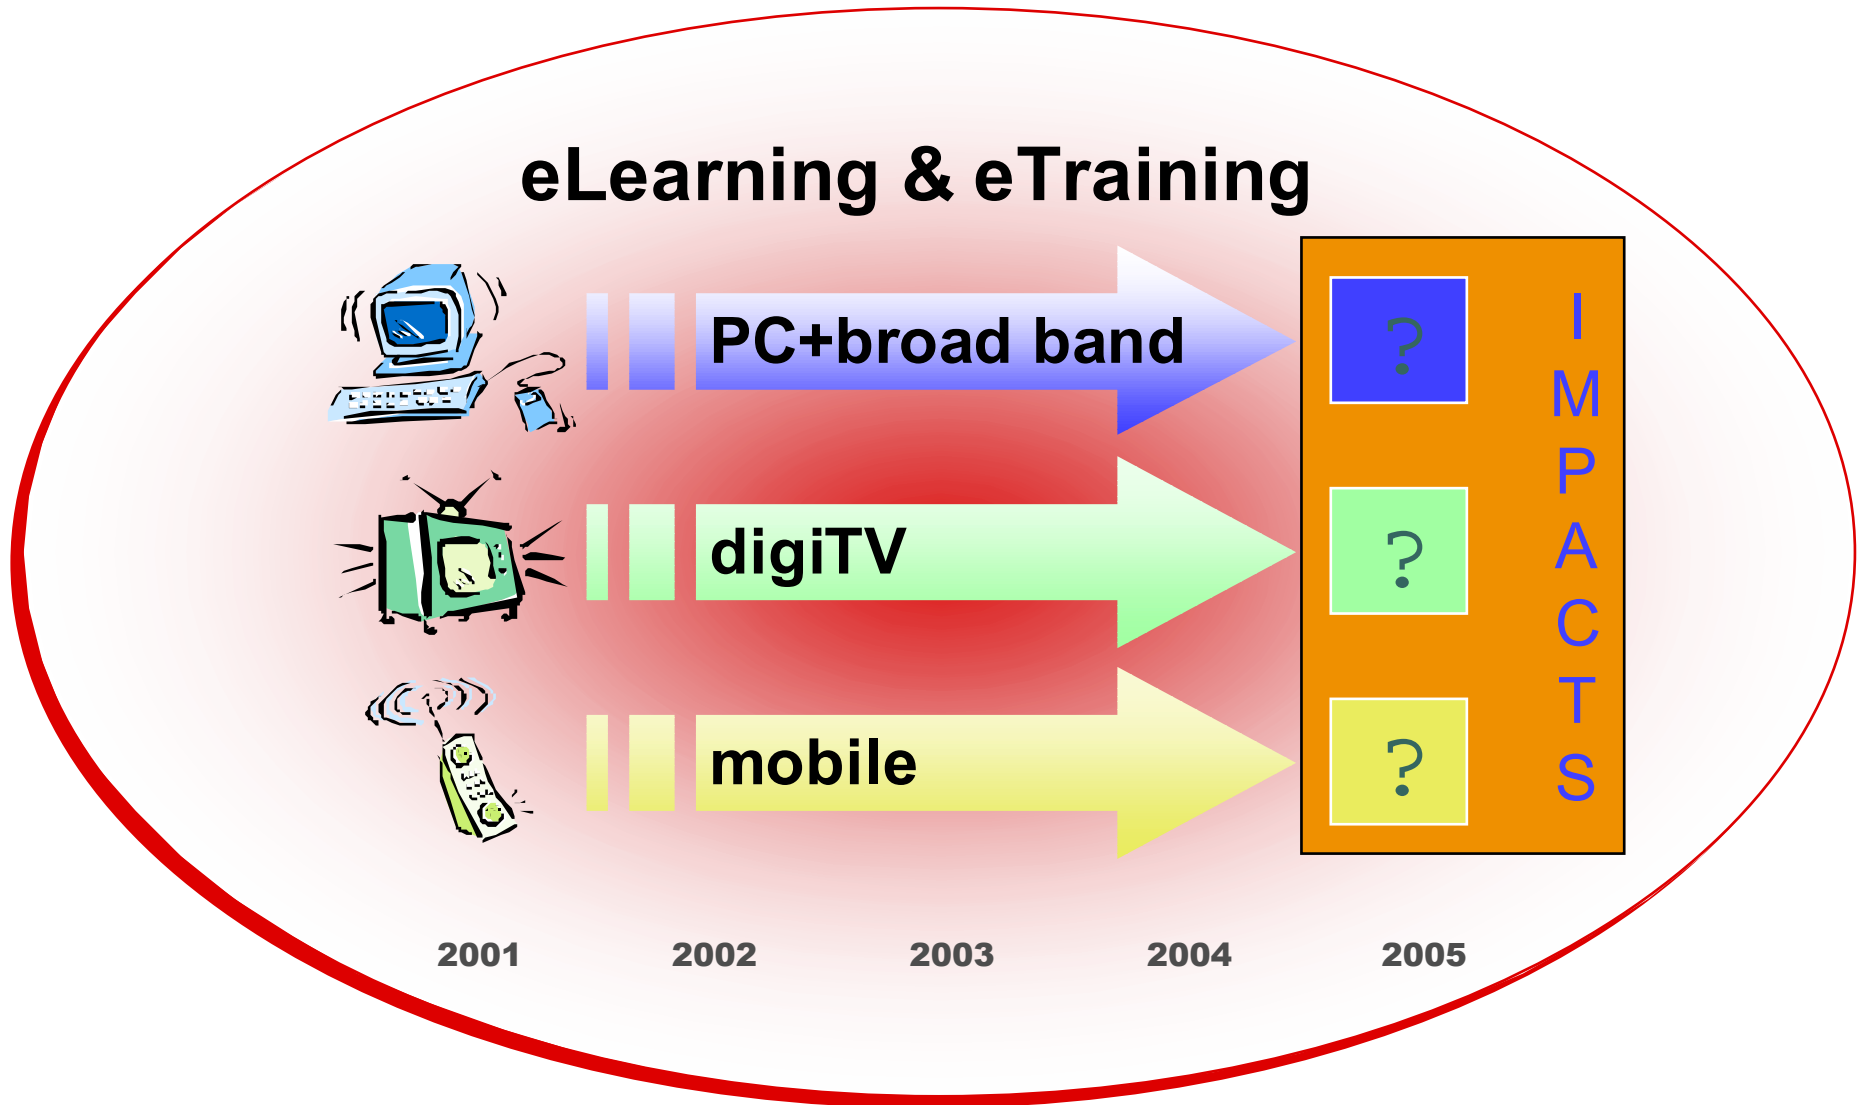 eLearning & eTraining
PC+broad band
?
digiTV
?
mobile
?
I
M
P
A
C
T
S
2001 2002 2003 2004 2005